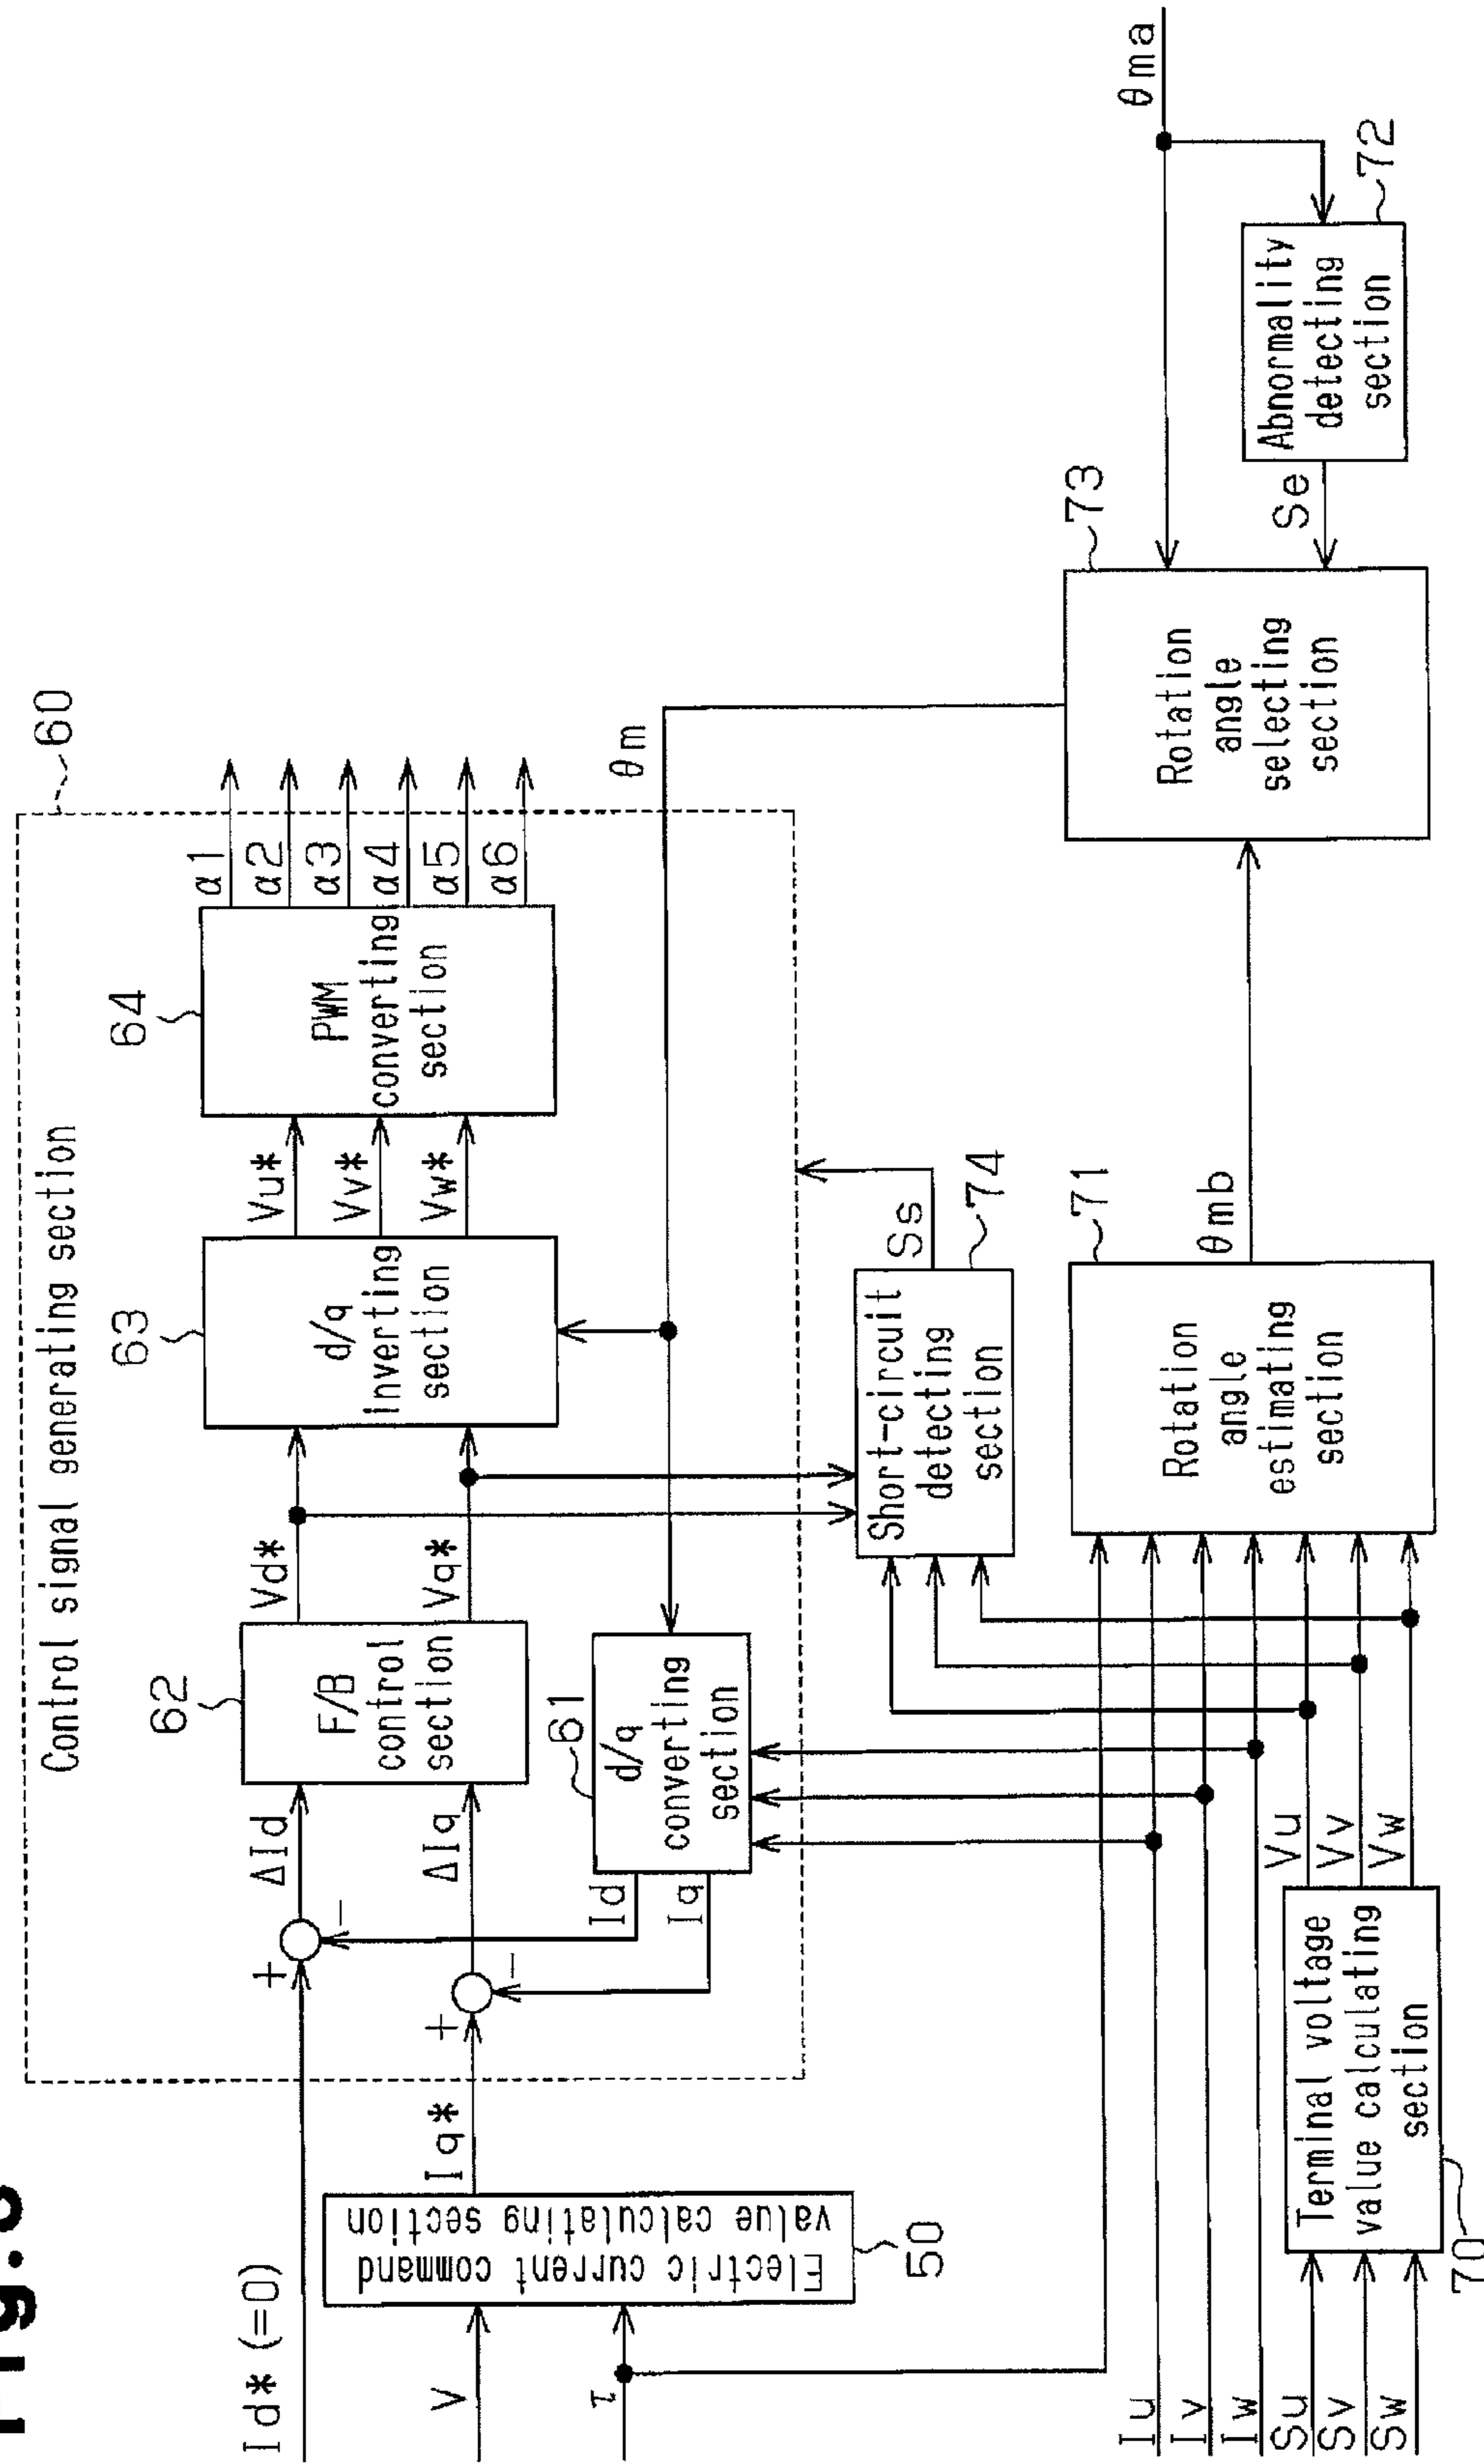 Fig. 3
60
Control signal generating section
Id* (=0)
+
−
ΔId
62
F/B
control
section
Vd*
Vq*
63
d/q
inverting
section
Vu*
Vv*
Vw*
64
PWM
converting
section
α1
α2
α3
α4
α5
α6
V
τ
Electric current command
value calculating section
50
Iq*
+
−
ΔIq
Id
Iq
61
d/q
converting
section
θm
Short-circuit
detecting
section
74
Ss
Iu
Iv
Iw
Su
Sv
Sw
Terminal voltage
value calculating
section
70
Vu
Vv
Vw
71
Rotation
angle
estimating
section
θmb
73
Rotation
angle
selecting
section
Se
Abnormality
detecting
section
72
θma